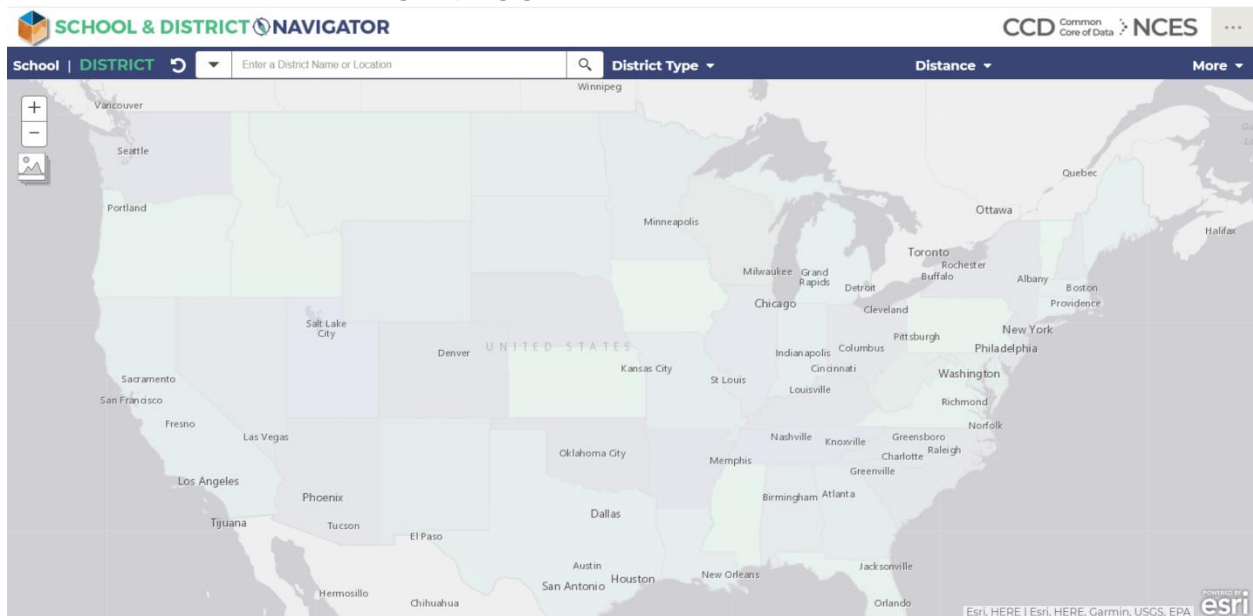 SCHOOL & DISTRICT NAVIGATOR
CCD Common Core of Data NCES
School | DISTRICT
Enter a District Name or Location
District Type
Distance
More
Winnipeg
Vancouver
Seattle
Quebec
Portland
Ottawa
Minneapolis
Halifax
Toronto
Rochester
Buffalo
Milwaukee
Grand Rapids
Detroit
Albany
Boston
Providence
Chicago
Cleveland
Salt Lake City
New York
Pittsburgh
Philadelphia
Denver
UNITED STATES
Indianapolis
Columbus
Cincinnati
Kansas City
Washington
Sacramento
St Louis
Louisville
San Francisco
Richmond
Fresno
Norfolk
Las Vegas
Nashville
Knoxville
Greensboro
Raleigh
Charlotte
Oklahoma City
Memphis
Greenville
Los Angeles
Phoenix
Birmingham
Atlanta
Dallas
Tijuana
Tucson
El Paso
Austin
Jacksonville
San Antonio
Houston
New Orleans
Hermosillo
Chihuahua
Orlando
Esri, HERE | Esri, HERE, Garmin, USGS, EPA
POWERED BY
esri